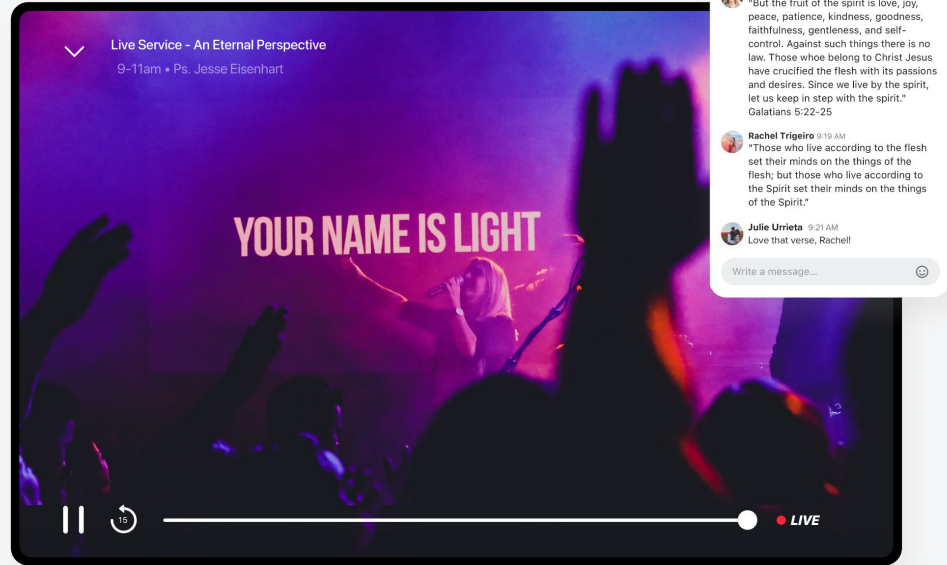 Live Service - An Eternal Perspective
9-11am • Ps. Jesse Eisenhart
YOUR NAME IS LIGHT
15
LIVE
"But the fruit of the spirit is love, joy,
peace, patience, kindness, goodness,
faithfulness, gentleness, and self-
control. Against such things there is no
law. Those whoe belong to Christ Jesus
have crucified the flesh with its passions
and desires. Since we live by the spirit,
let us keep in step with the spirit."
Galatians 5:22-25
Rachel Trigeiro 9:19 AM
"Those who live according to the flesh
set their minds on the things of the
flesh; but those who live according to
the Spirit set their minds on the things
of the Spirit."
Julie Urrieta 9:21 AM
Love that verse, Rachel!
Write a message...